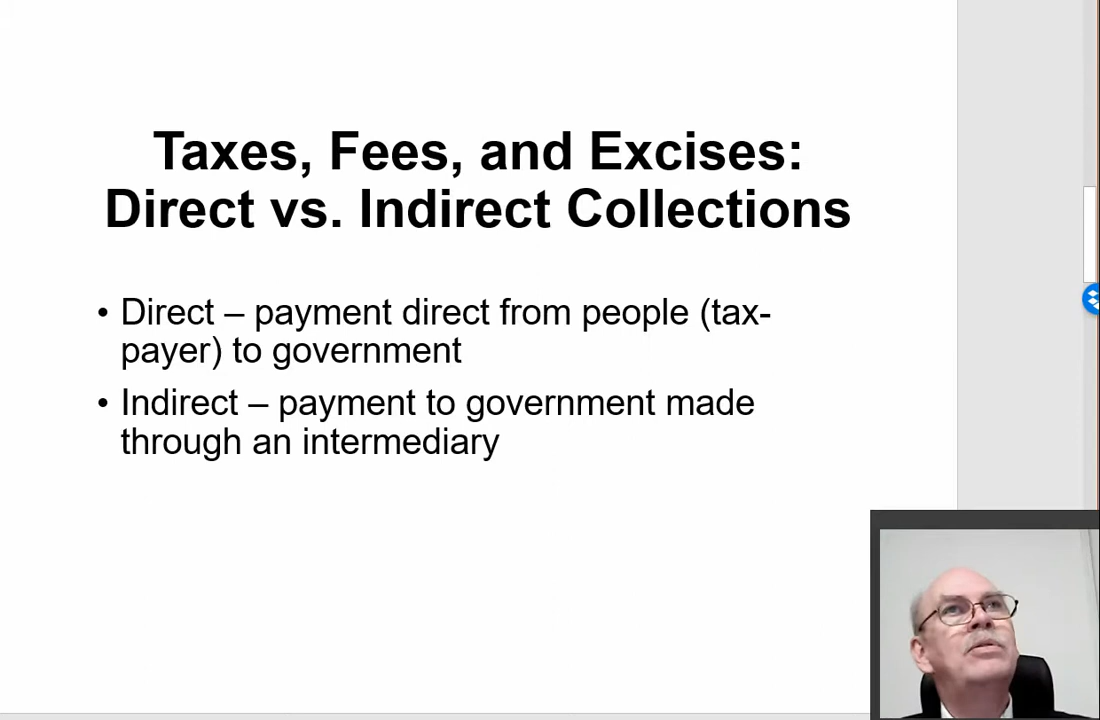 Taxes, Fees, and Excises:
Direct vs. Indirect Collections
• Direct – payment direct from people (tax-
payer) to government
• Indirect – payment to government made
through an intermediary